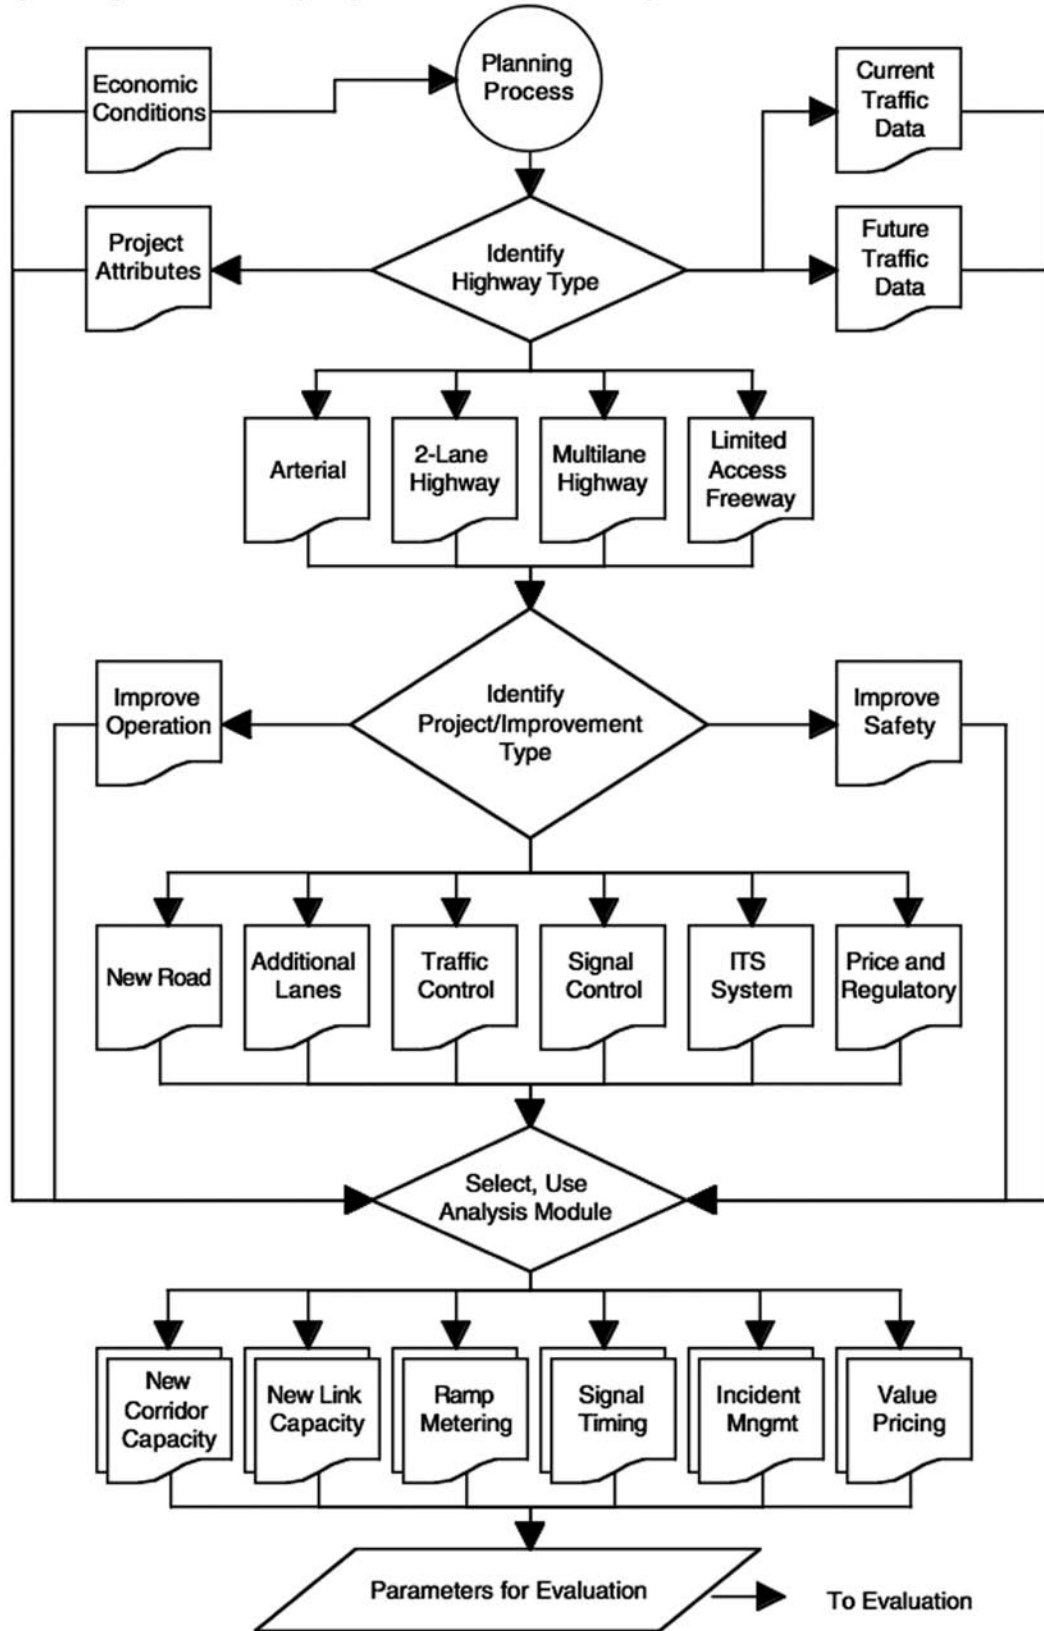 Planning
Process
Economic
Conditions
Current
Traffic
Data
Project
Attributes
Identify
Highway Type
Future
Traffic
Data
Arterial
2-Lane
Highway
Multilane
Highway
Limited
Access
Freeway
Improve
Operation
Identify
Project/Improvement
Type
Improve
Safety
New Road
Additional
Lanes
Traffic
Control
Signal
Control
ITS
System
Price and
Regulatory
Select, Use
Analysis Module
New
Corridor
Capacity
New Link
Capacity
Ramp
Metering
Signal
Timing
Incident
Mngmt
Value
Pricing
Parameters for Evaluation
To Evaluation